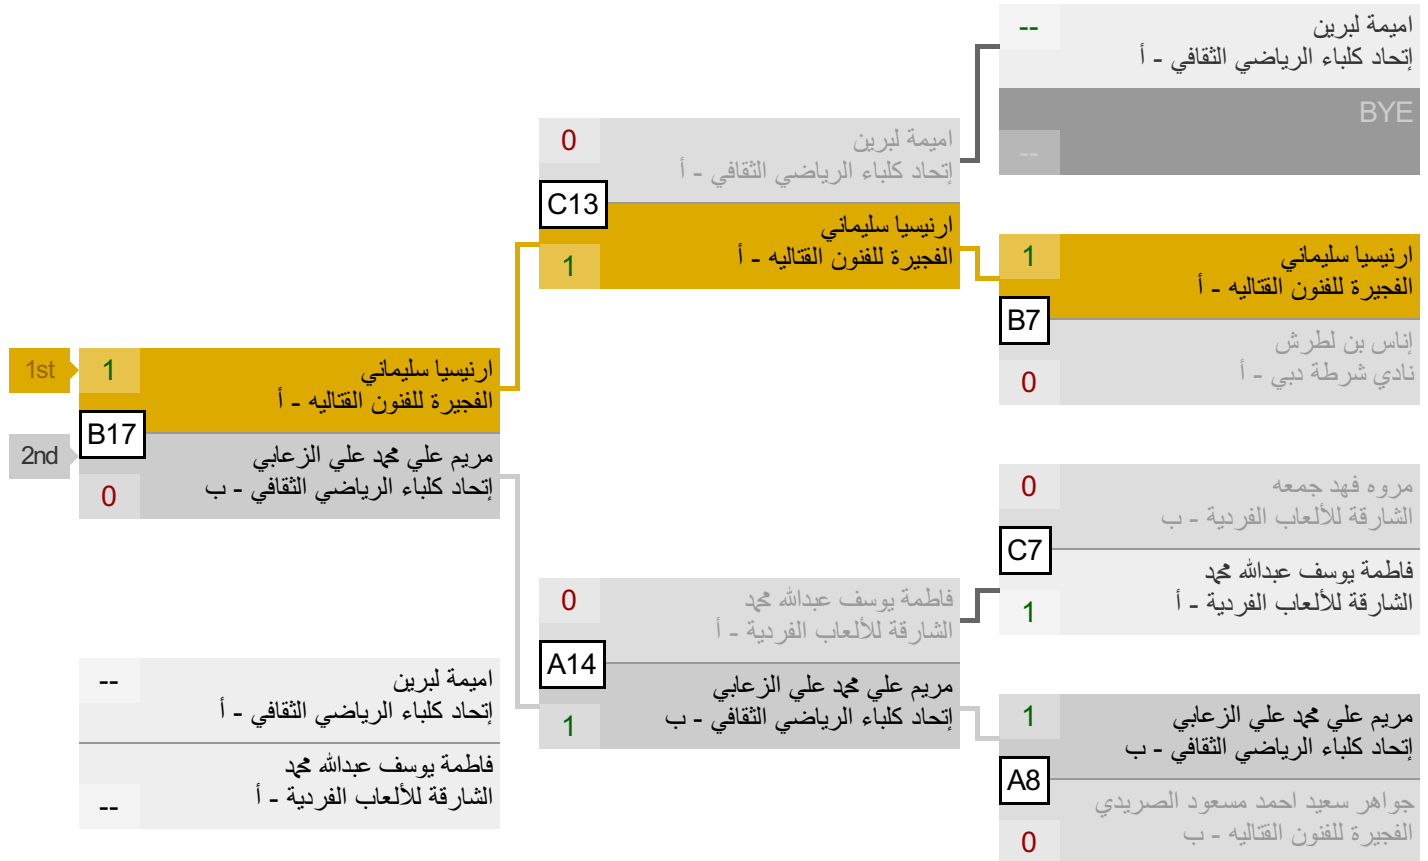 --
اميمة لبرين
إتحاد كلباء الرياضي الثقافي - أ
BYE
--
0
اميمة لبرين
إتحاد كلباء الرياضي الثقافي - أ
C13
ارنيسيا سليماني
الفجيرة للفنون القتاليه - أ
1
1
ارنيسيا سليماني
الفجيرة للفنون القتاليه - أ
B7
إناس بن لطرش
نادي شرطة دبي - أ
0
1st
1
ارنيسيا سليماني
الفجيرة للفنون القتاليه - أ
B17
2nd
مريم علي محمد علي الزعابي
إتحاد كلباء الرياضي الثقافي - ب
0
0
مروه فهد جمعه
الشارقة للألعاب الفردية - ب
C7
فاطمة يوسف عبدالله محمد
الشارقة للألعاب الفردية - أ
1
0
فاطمة يوسف عبدالله محمد
الشارقة للألعاب الفردية - أ
A14
مريم علي محمد علي الزعابي
إتحاد كلباء الرياضي الثقافي - ب
1
--
اميمة لبرين
إتحاد كلباء الرياضي الثقافي - أ
فاطمة يوسف عبدالله محمد
الشارقة للألعاب الفردية - أ
--
1
مريم علي محمد علي الزعابي
إتحاد كلباء الرياضي الثقافي - ب
A8
جواهر سعيد احمد مسعود الصريدي
الفجيرة للفنون القتاليه - ب
0